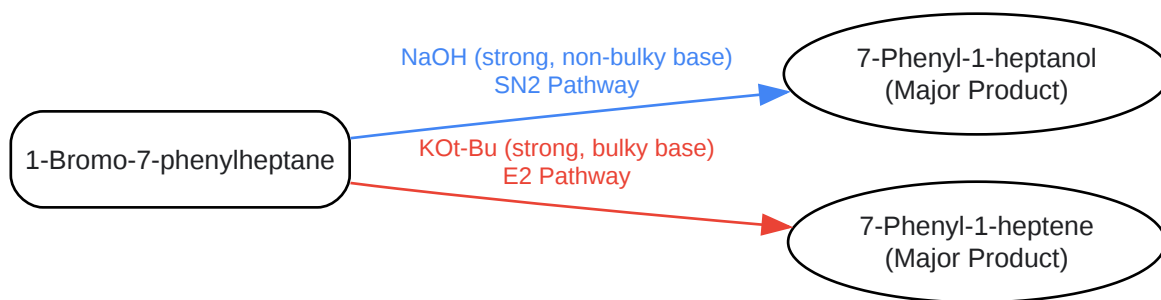 1-Bromo-7-phenylheptane
NaOH (strong, non-bulky base)
SN2 Pathway
7-Phenyl-1-heptanol
(Major Product)
KOt-Bu (strong, bulky base)
E2 Pathway
7-Phenyl-1-heptene
(Major Product)